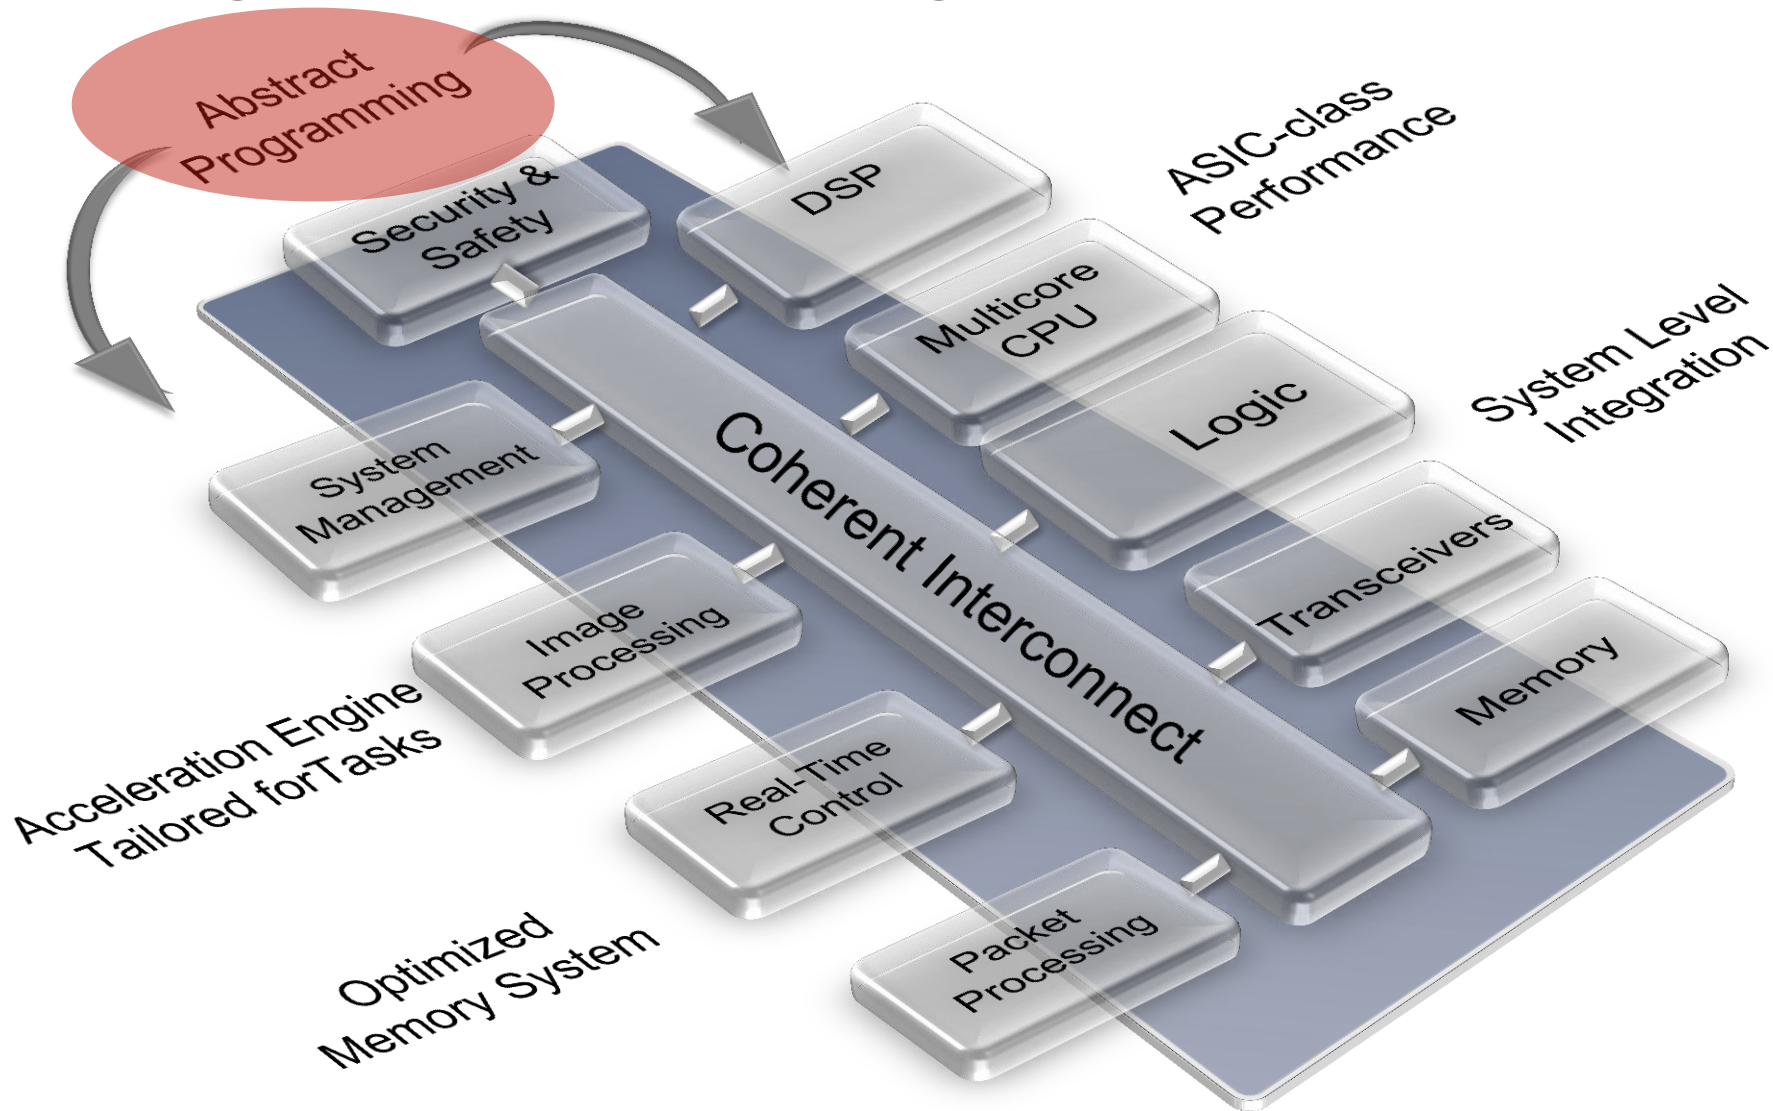 Abstract
Programming
Security &
Safety
DSP
Multicore
CPU
Logic
Transceivers
Memory
Coherent Interconnect
System
Management
Image
Processing
Real-Time
Control
Packet
Processing
ASIC-class
Performance
System Level
Integration
Acceleration Engine
Tailored forTasks
Optimized
Memory System